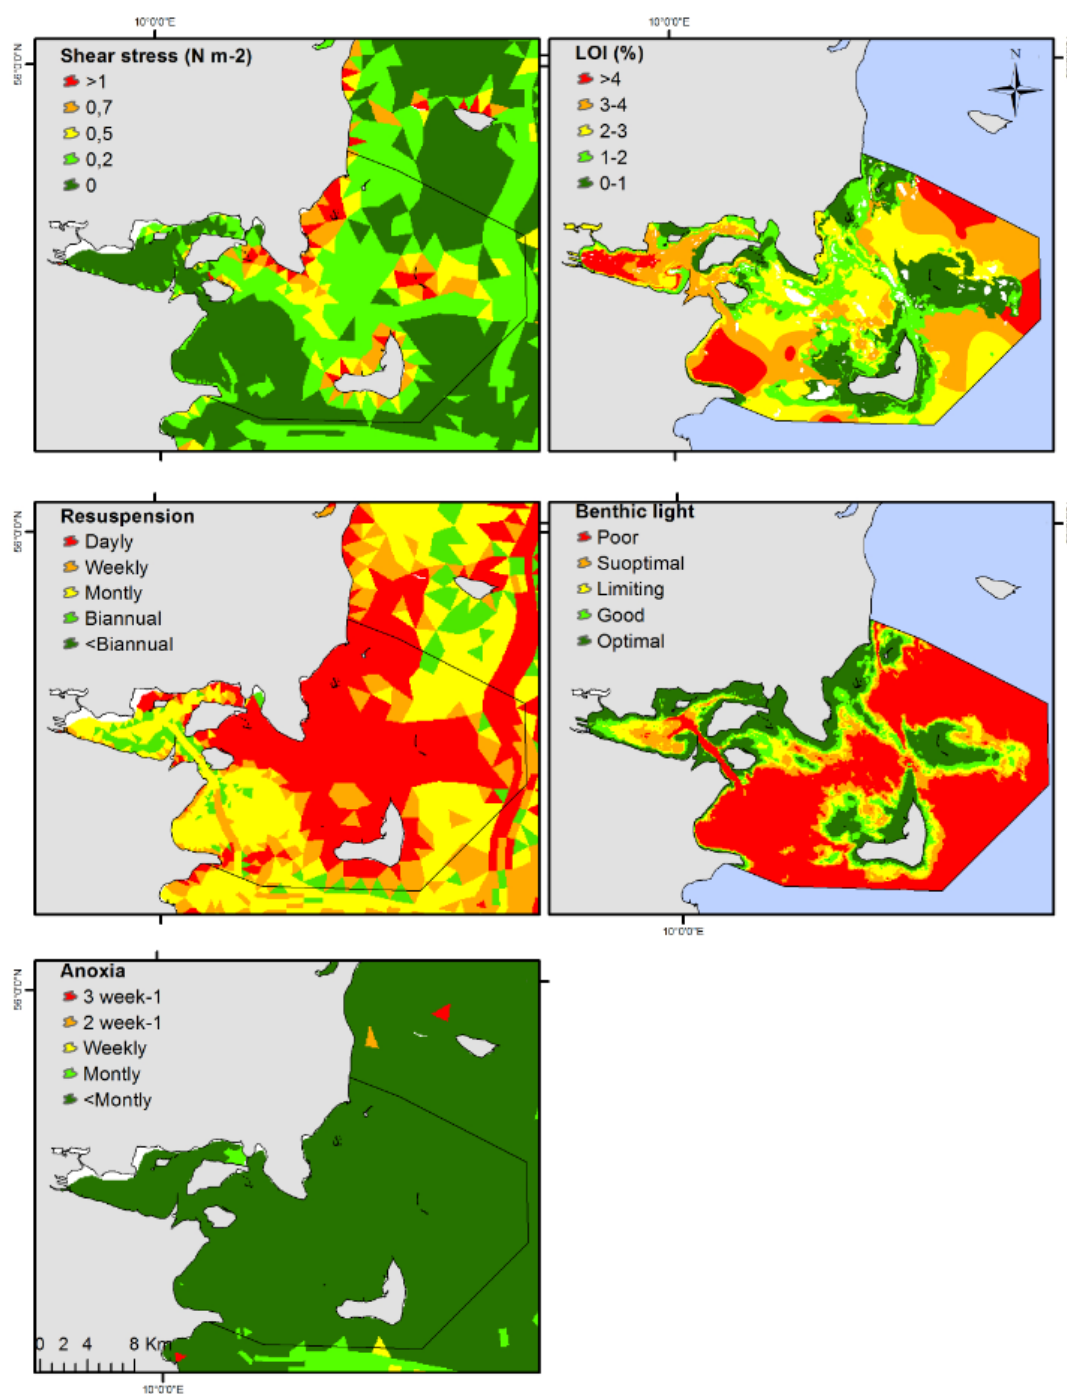 10°0'0"E
10°0'0"E
56°0'0"N
Shear stress (N m-2)
>1
0,7
0,5
0,2
0
LOI (%)
>4
3-4
2-3
1-2
0-1
N
56°0'0"N
Resuspension
Dayly
Weekly
Montly
Biannual
<Biannual
Benthic light
Poor
Suoptimal
Limiting
Good
Optimal
10°0'0"E
56°0'0"N
Anoxia
3 week-1
2 week-1
Weekly
Montly
<Montly
0 2 4 8 Km
10°0'0"E